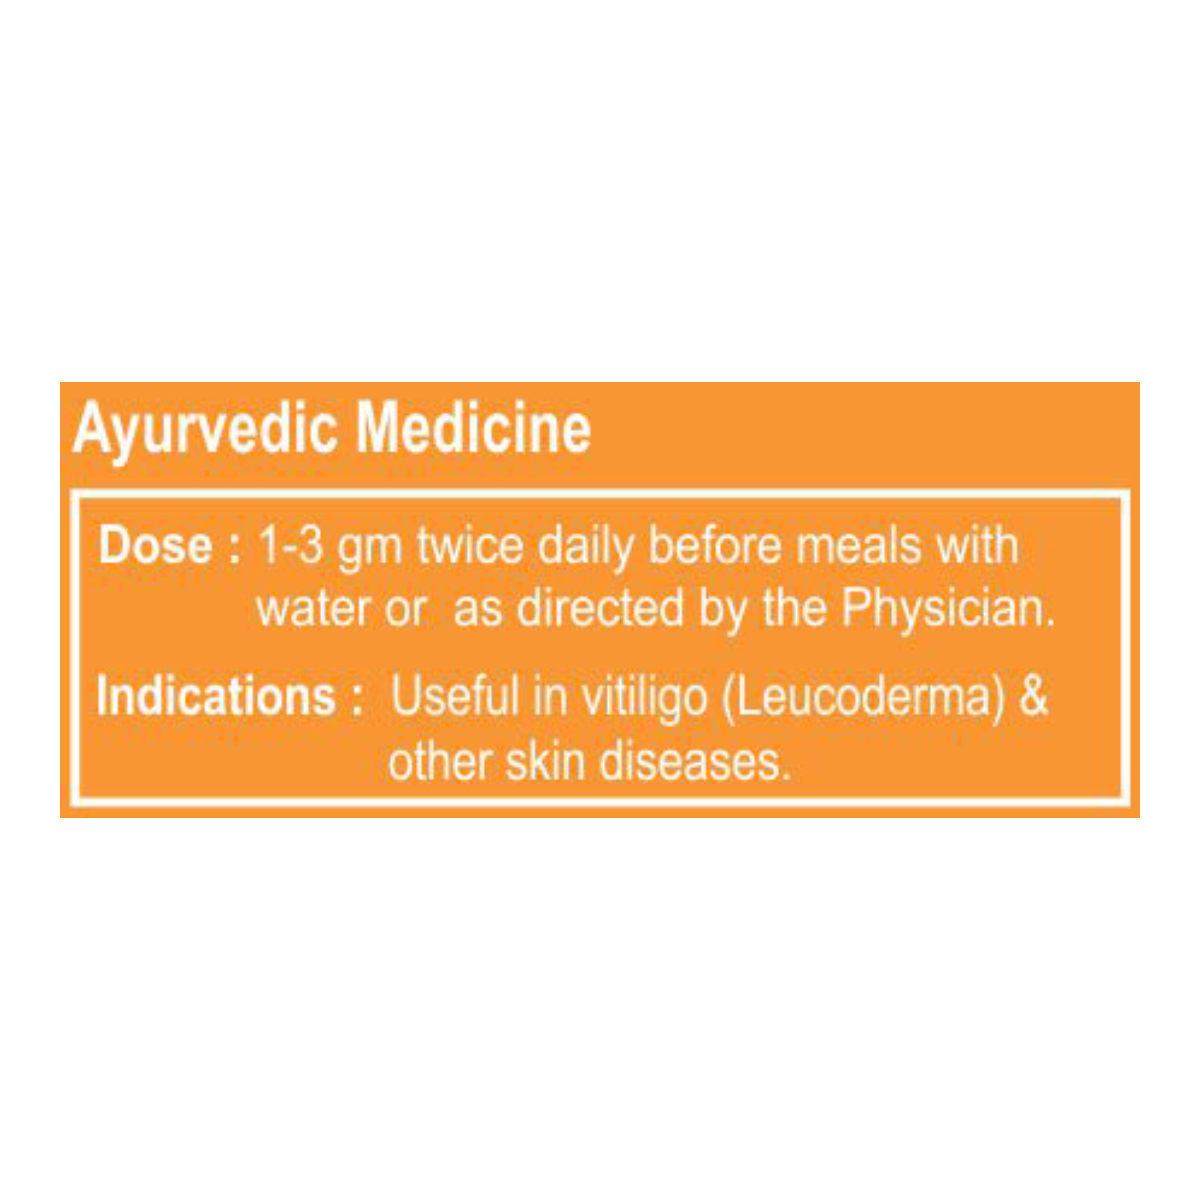 Ayurvedic Medicine
Dose : 1-3 gm twice daily before meals with
water or as directed by the Physician.
Indications : Useful in vitiligo (Leucoderma) &
other skin diseases.